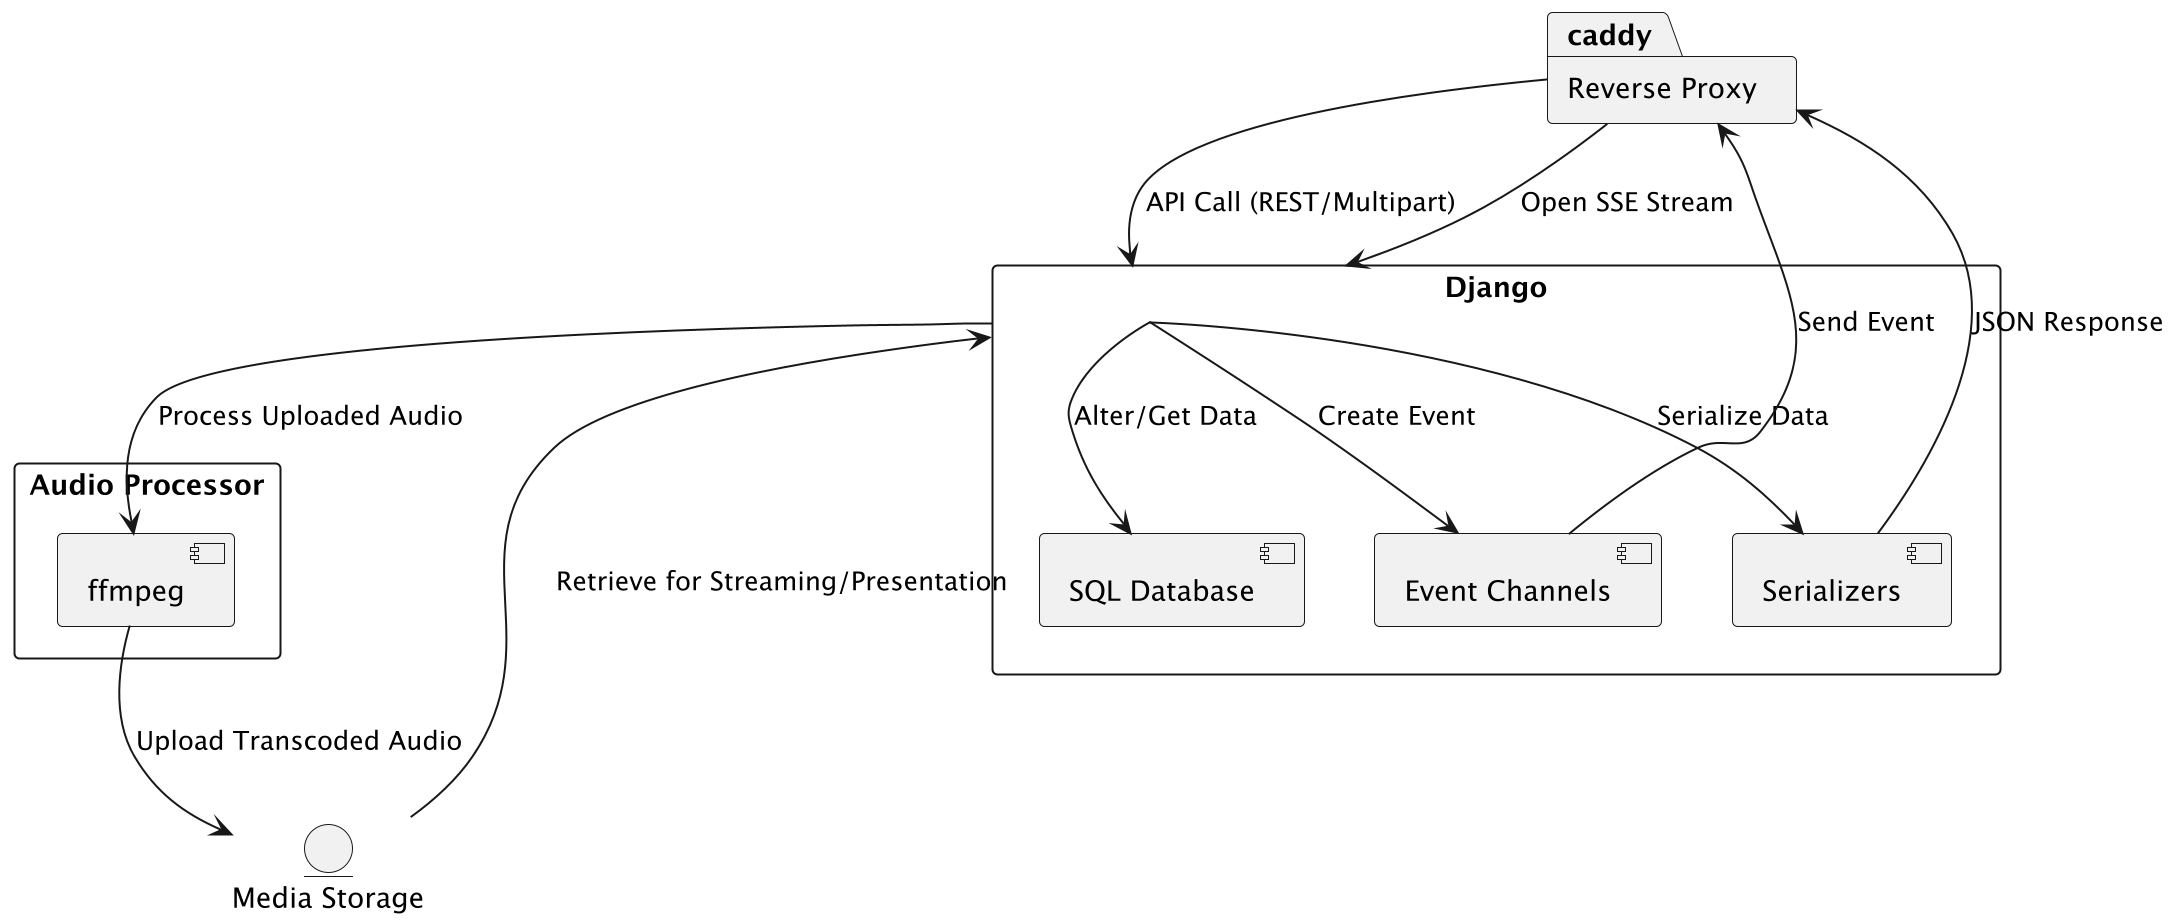 caddy
Reverse Proxy
API Call (REST/Multipart)
Open SSE Stream
Django
Send Event
JSON Response
Process Uploaded Audio
Alter/Get Data
Create Event
Serialize Data
Audio Processor
ffmpeg
Retrieve for Streaming/Presentation
SQL Database
Event Channels
Serializers
Upload Transcoded Audio
Media Storage